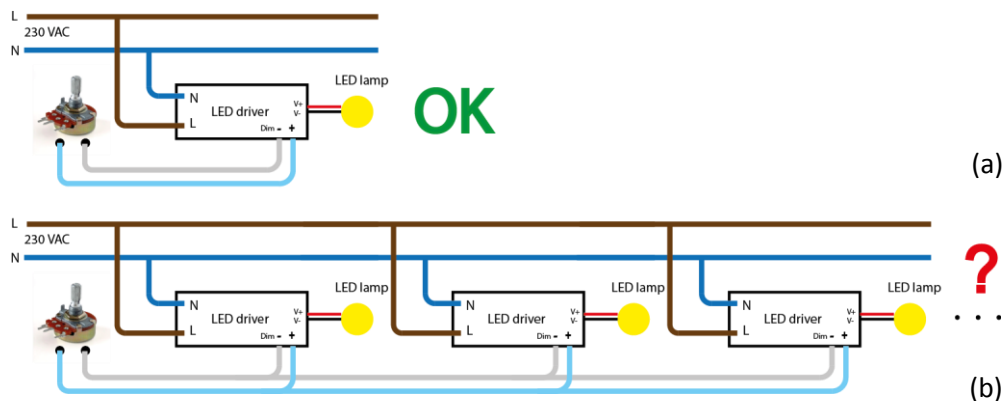 L
230 VAC
N
LED lamp
N
L
LED driver
V+
V-
Dim - +
OK
(a)
L
230 VAC
N
?
LED lamp
LED lamp
LED lamp
N
L
LED driver
V+
V-
Dim - +
N
L
LED driver
V+
V-
Dim - +
N
L
LED driver
V+
V-
Dim - +
. . .
(b)